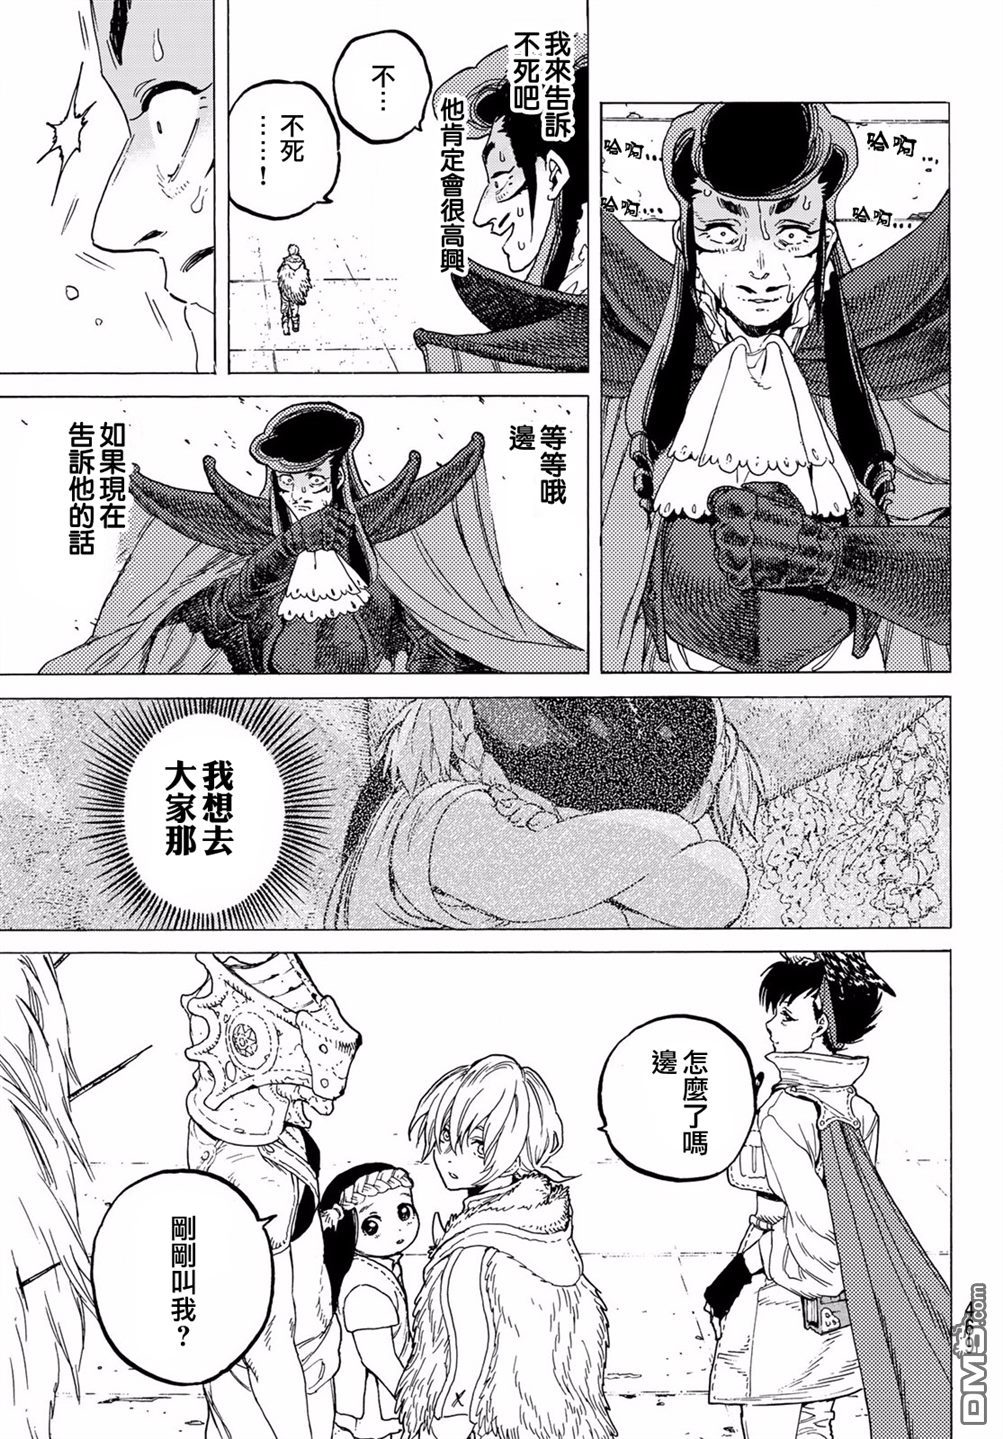 哈啊…
哈啊…
哈啊…
哈啊…
我來告訴
不死吧
他肯定會很高興
不…
不死
……！
等等哦
邊
如果現在
告訴他的話
我想去
大家那
怎麼了嗎
邊
剛剛叫我？
DM5.com